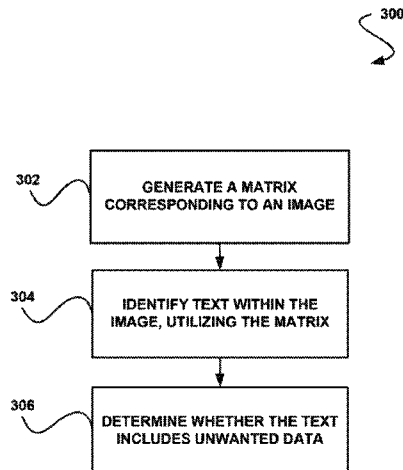 300
302
GENERATE A MATRIX
CORRESPONDING TO AN IMAGE
304
IDENTIFY TEXT WITHIN THE
IMAGE, UTILIZING THE MATRIX
306
DETERMINE WHETHER THE TEXT
INCLUDES UNWANTED DATA